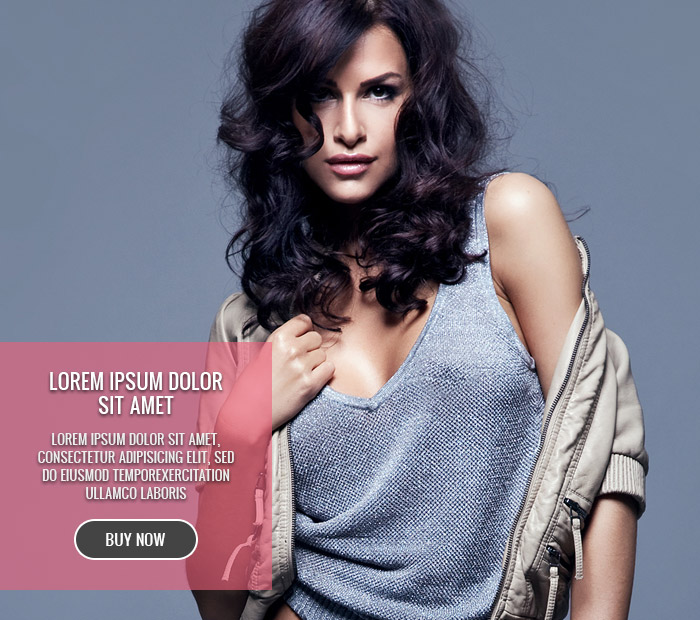 LOREM IPSUM DOLOR
SIT AMET
LOREM IPSUM DOLOR SIT AMET,
CONSECTETUR ADIPISICING ELIT, SED
DO EIUSMOD TEMPOREXERCITATION
ULLAMCO LABORIS
BUY NOW